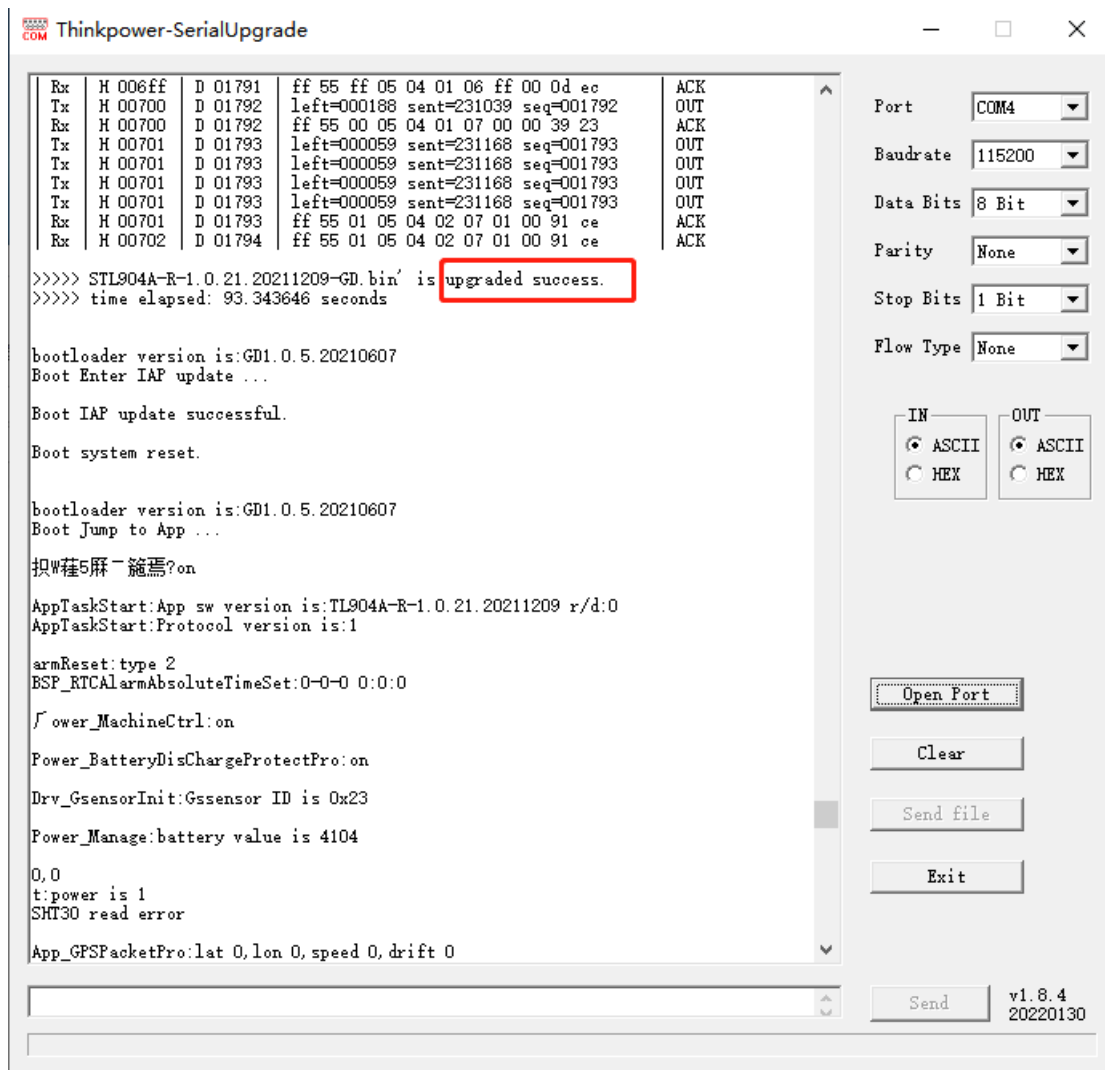 COM Thinkpower-SerialUpgrade
Rx | H 006ff | D 01791 | ff 55 ff 05 04 01 06 ff 00 0d ec | ACK
Tx | H 00700 | D 01792 | left=000188 sent=231039 seq=001792 | OUT
Rx | H 00700 | D 01792 | ff 55 00 05 04 01 07 00 00 39 23 | ACK
Tx | H 00701 | D 01793 | left=000059 sent=231168 seq=001793 | OUT
Tx | H 00701 | D 01793 | left=000059 sent=231168 seq=001793 | OUT
Tx | H 00701 | D 01793 | left=000059 sent=231168 seq=001793 | OUT
Tx | H 00701 | D 01793 | left=000059 sent=231168 seq=001793 | OUT
Rx | H 00701 | D 01793 | ff 55 01 05 04 02 07 01 00 91 ce | ACK
Rx | H 00702 | D 01794 | ff 55 01 05 04 02 07 01 00 91 ce | ACK
>>>>> STL904A-R-1.0.21.20211209-GD.bin' is upgraded success.
>>>>> time elapsed: 93.343646 seconds
bootloader version is:GD1.0.5.20210607
Boot Enter IAP update ...
Boot IAP update successful.
Boot system reset.
bootloader version is:GD1.0.5.20210607
Boot Jump to App ...
?on
AppTaskStart:App sw version is:TL904A-R-1.0.21.20211209 r/d:0
AppTaskStart:Protocol version is:1
armReset:type 2
BSP_RTCAlarmAbsoluteTimeSet:0-0-0 0:0:0
ower_MachineCtrl:on
Power_BatteryDisChargeProtectPro:on
Drv_GsensorInit:Gssensor ID is 0x23
Power_Manage:battery value is 4104
0,0
t:power is 1
SHT30 read error
App_GPSPacketPro:lat 0,lon 0,speed 0,drift 0
Port COM4
Baudrate 115200
Data Bits 8 Bit
Parity None
Stop Bits 1 Bit
Flow Type None
IN OUT
ASCII ASCII
HEX HEX
Open Port
Clear
Send file
Exit
Send
v1.8.4
20220130